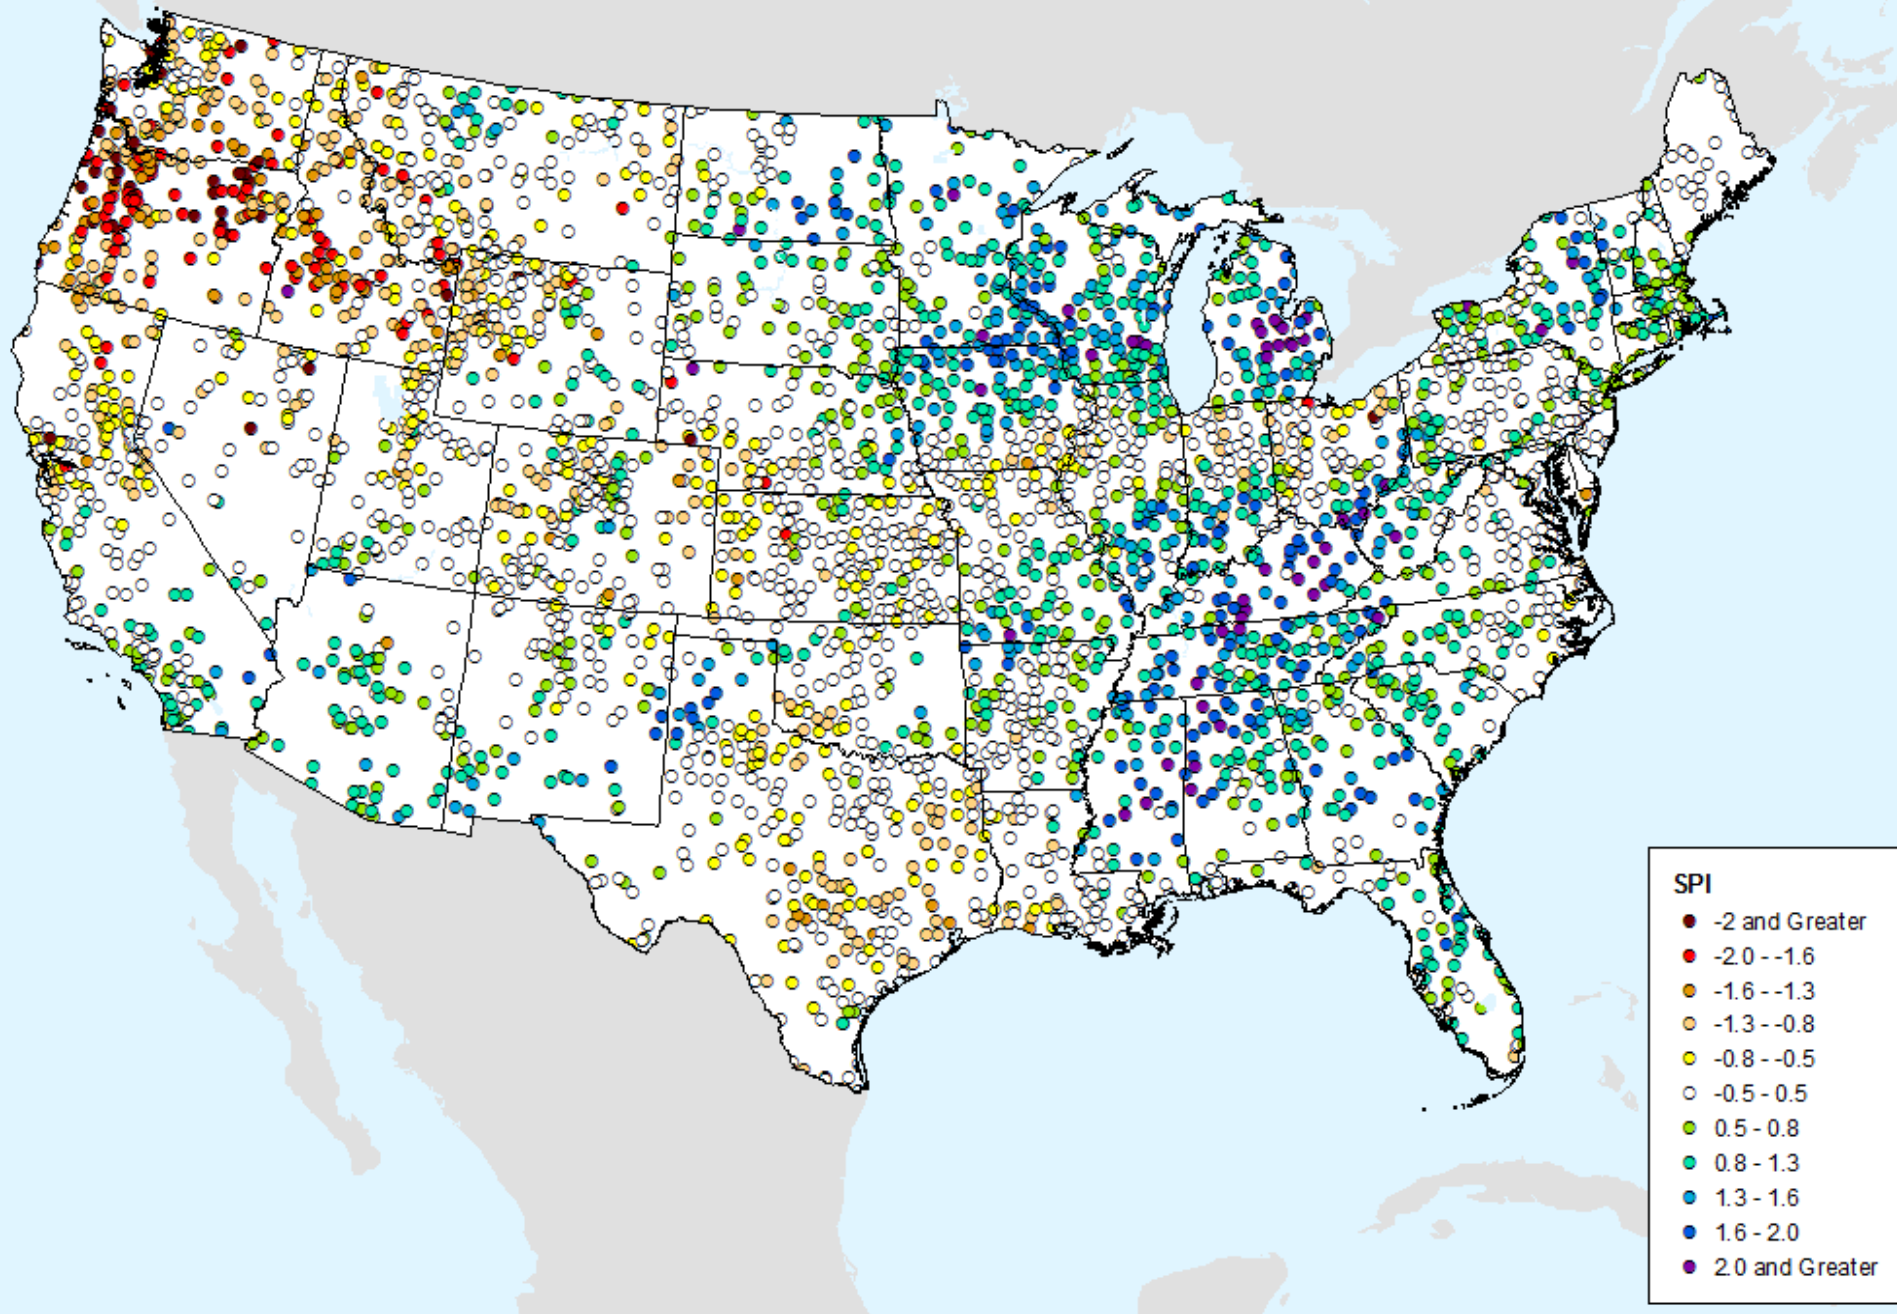 SPI
-2 and Greater
-2.0 - -1.6
-1.6 - -1.3
-1.3 - -0.8
-0.8 - -0.5
-0.5 - 0.5
0.5 - 0.8
0.8 - 1.3
1.3 - 1.6
1.6 - 2.0
2.0 and Greater